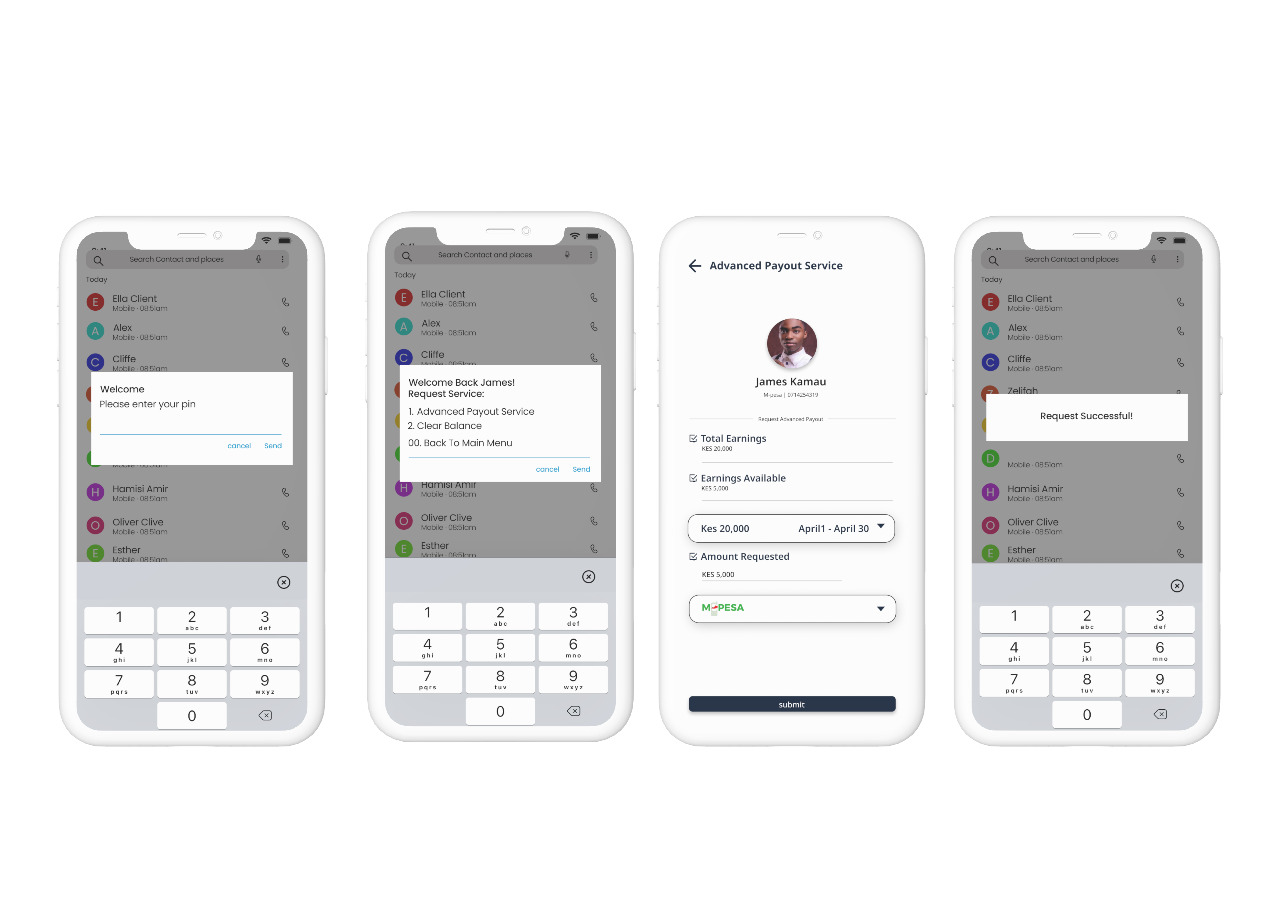 Search Contact and places
Today
E
Ella Client
Mobile - 08:51am
A
Alex
Mobile - 08:51am
C
Cliffe
Mobile - 08:51am
Welcome
Please enter your pin
cancel Send
Mobile - 08:51am
H
Hamisi Amir
Mobile - 08:51am
O
Oliver Clive
Mobile - 08:51am
E
Esther
Mobile - 08:51am
1
2
abc
3
def
4
ghi
5
jkl
6
mno
7
pqrs
8
tuv
9
wxyz
0
Search Contact and places
Today
E
Ella Client
Mobile - 08:51am
A
Alex
Mobile - 08:51am
C
Cliffe
Welcome Back James!
Request Service:
1. Advanced Payout Service
2. Clear Balance
00. Back To Main Menu
cancel Send
H
Hamisi Amir
Mobile - 08:51am
O
Oliver Clive
Mobile - 08:51am
E
Esther
Mobile - 08:51am
1
2
abc
3
def
4
ghi
5
jkl
6
mno
7
pqrs
8
tuv
9
wxyz
0
Advanced Payout Service
James Kamau
M-pesa | 0714254319
Request Advanced Payout
Total Earnings
KES 20,000
Earnings Available
KES 5,000
Kes 20,000 April1 - April 30
Amount Requested
KES 5,000
M-PESA
submit
Search Contact and places
Today
E
Ella Client
Mobile - 08:51am
A
Alex
Mobile - 08:51am
C
Cliffe
Mobile - 08:51am
Z
Zelifah
Request Successful!
D
Mobile - 08:51am
H
Hamisi Amir
Mobile - 08:51am
O
Oliver Clive
Mobile - 08:51am
E
Esther
Mobile - 08:51am
1
2
abc
3
def
4
ghi
5
jkl
6
mno
7
pqrs
8
tuv
9
wxyz
0